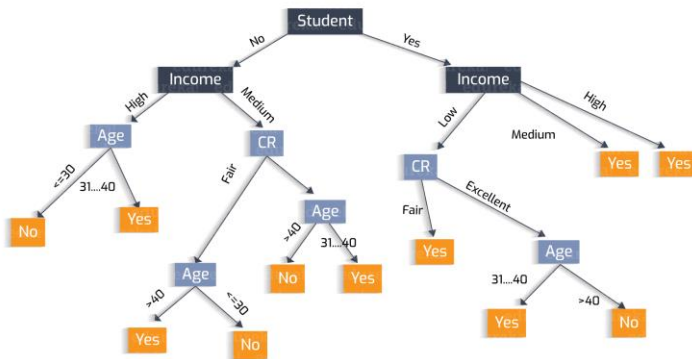 Student
No
Yes
Income
Income
High
Medium
Low
Medium
High
Age
CR
CR
Yes
Yes
<=30
31....40
Fair
Fair
Excellent
No
Yes
Age
>40
31....40
Yes
Age
Age
No
Yes
>40
<=30
31....40
>40
Yes
No
Yes
No